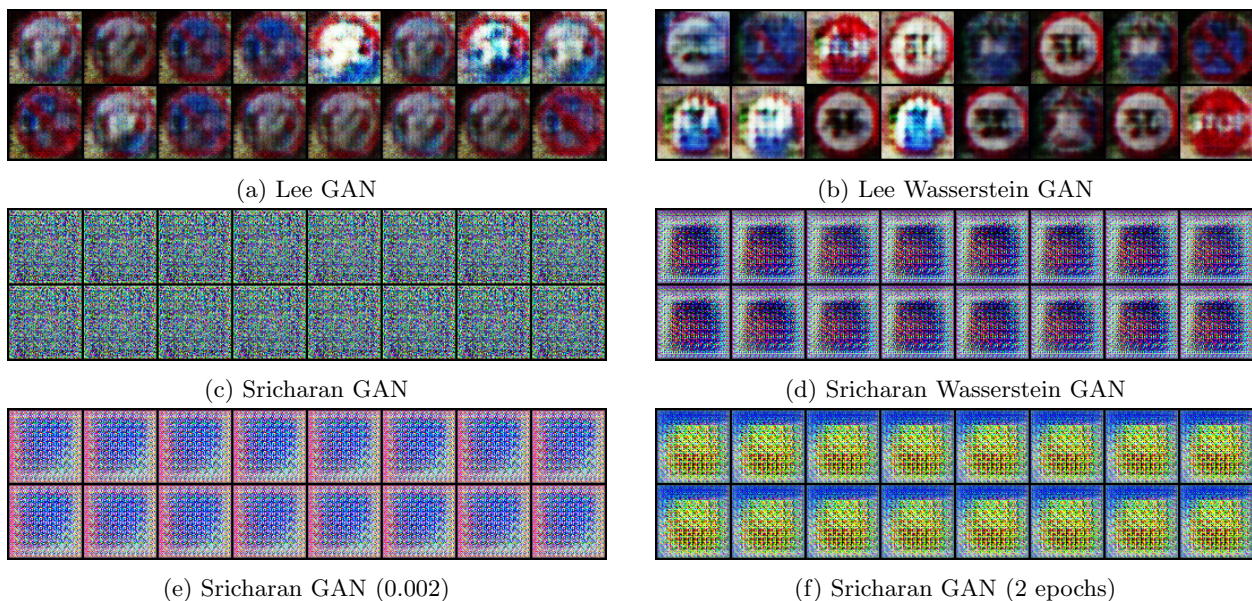 (a) Lee GAN
(b) Lee Wasserstein GAN
(c) Sricharan GAN
(d) Sricharan Wasserstein GAN
(e) Sricharan GAN (0.002)
(f) Sricharan GAN (2 epochs)